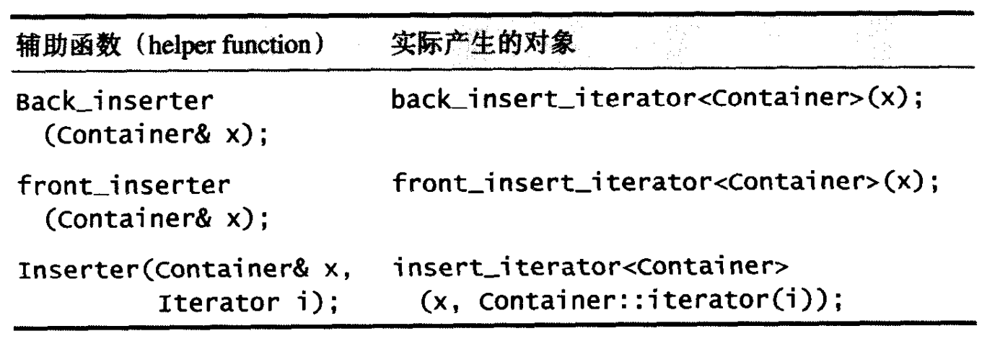 辅助函数（helper function） 实际产生的对象
Back_inserter back_insert_iterator<Container>(x);
(Container& x);
front_inserter front_insert_iterator<Container>(x);
(Container& x);
Inserter(Container& x, insert_iterator<Container>
Iterator i); (x, Container::iterator(i));